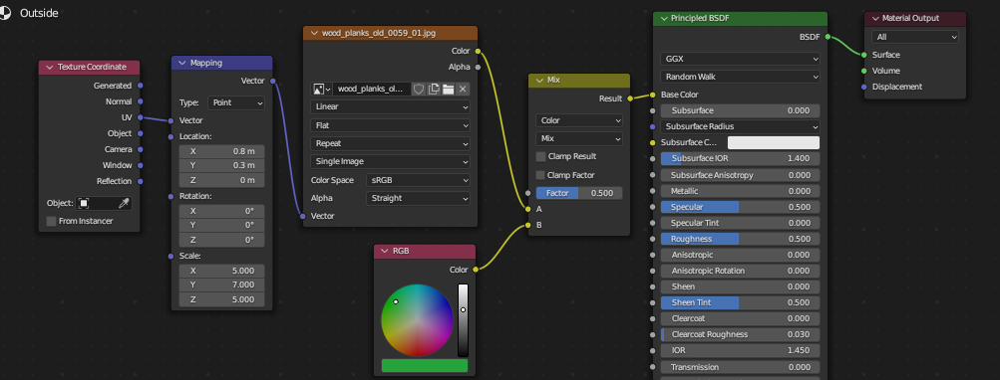 Outside
Texture Coordinate
Generated
Normal
UV
Object
Camera
Window
Reflection
Object:
From Instancer
Mapping
Vector
Type: Point
Vector
Location:
X 0.8 m
Y 0.3 m
Z 0 m
Rotation:
X 0°
Y 0°
Z 0°
Scale:
X 5.000
Y 7.000
Z 5.000
wood_planks_old_0059_01.jpg
Color
Alpha
wood_planks_ol...
Linear
Flat
Repeat
Single Image
Color Space sRGB
Alpha Straight
Vector
RGB
Color
Mix
Result
Color
Mix
Clamp Result
Clamp Factor
Factor 0.500
A
B
Principled BSDF
BSDF
GGX
Random Walk
Base Color
Subsurface 0.000
Subsurface Radius
Subsurface C...
Subsurface IOR 1.400
Subsurface Anisotropy 0.000
Metallic 0.000
Specular 0.500
Specular Tint 0.000
Roughness 0.500
Anisotropic 0.000
Anisotropic Rotation 0.000
Sheen 0.000
Sheen Tint 0.500
Clearcoat 0.000
Clearcoat Roughness 0.030
IOR 1.450
Transmission 0.000
Material Output
All
Surface
Volume
Displacement